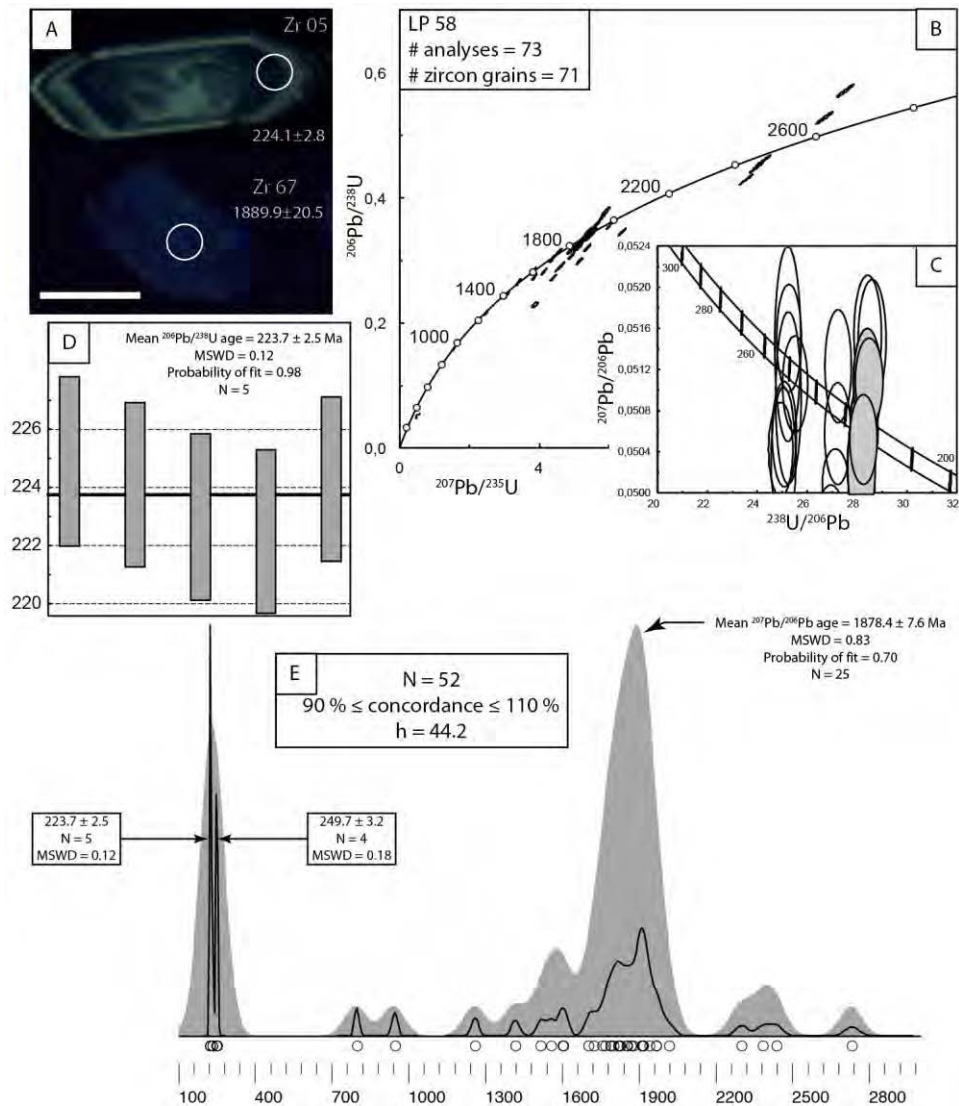 A
Zr 05
224.1±2.8
Zr 67
1889.9±20.5
LP 58
# analyses = 73
# zircon grains = 71
B
0,6
0,4
0,2
0,0
²⁰⁶Pb/²³⁸U
1000
1400
1800
2200
2600
0
4
²⁰⁷Pb/²³⁵U
C
0,0524
0,0520
0,0516
0,0512
0,0508
0,0504
0,0500
²⁰⁷Pb/²⁰⁶Pb
300
280
260
200
20 22 24 26 28 30 32
²³⁸U/²⁰⁶Pb
D
Mean ²⁰⁶Pb/²³⁸U age = 223.7 ± 2.5 Ma
MSWD = 0.12
Probability of fit = 0.98
N = 5
226
224
222
220
E
N = 52
90 % ≤ concordance ≤ 110 %
h = 44.2
Mean ²⁰⁷Pb/²⁰⁶Pb age = 1878.4 ± 7.6 Ma
MSWD = 0.83
Probability of fit = 0.70
N = 25
223.7 ± 2.5
N = 5
MSWD = 0.12
249.7 ± 3.2
N = 4
MSWD = 0.18
100 400 700 1000 1300 1600 1900 2200 2500 2800